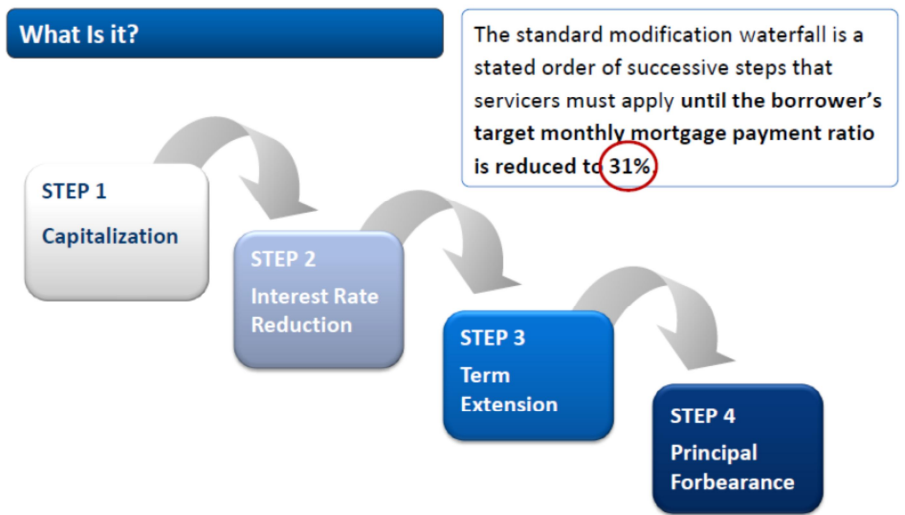 What Is it?
The standard modification waterfall is a
stated order of successive steps that
servicers must apply until the borrower's
target monthly mortgage payment ratio
is reduced to 31%.
STEP 1
Capitalization
STEP 2
Interest Rate
Reduction
STEP 3
Term
Extension
STEP 4
Principal
Forbearance